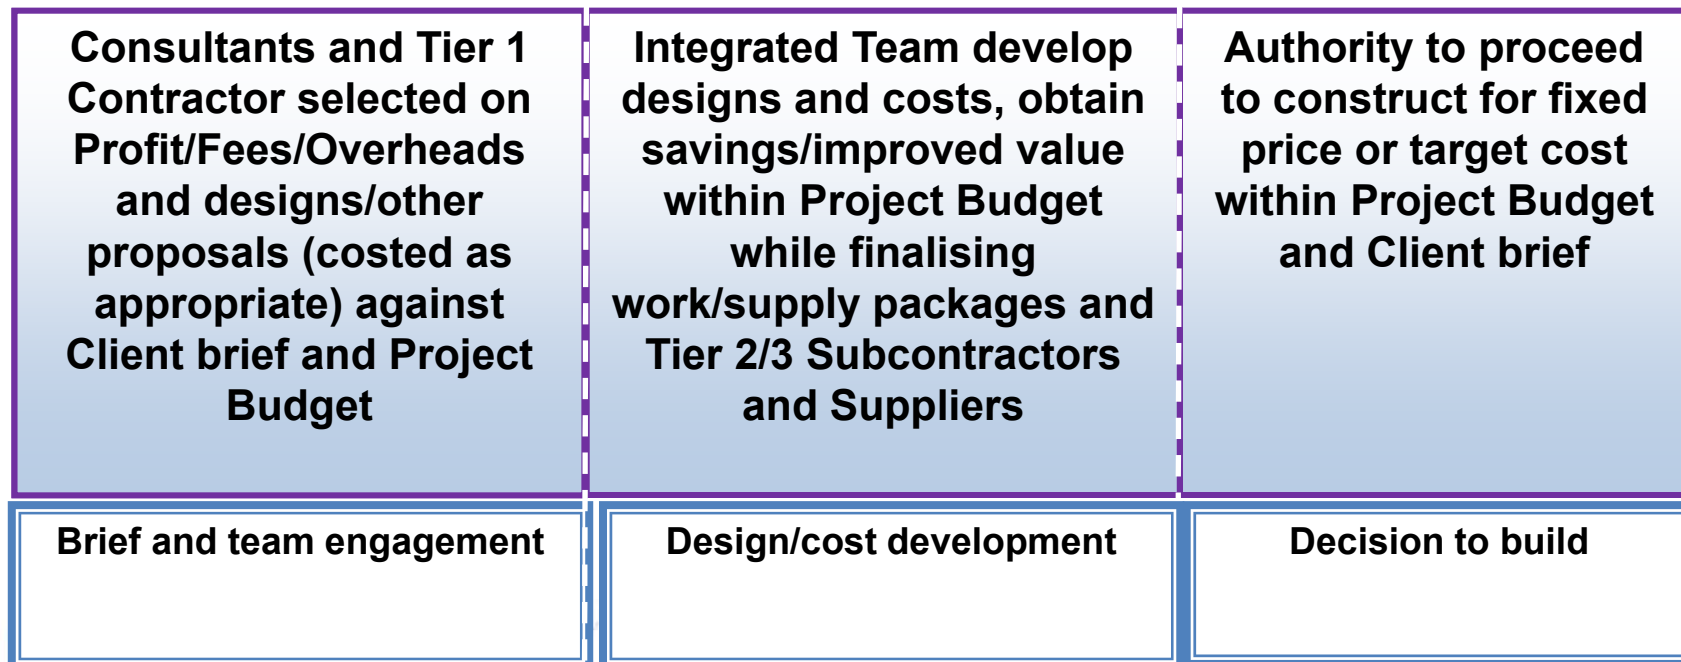 Consultants and Tier 1
Contractor selected on
Profit/Fees/Overheads
and designs/other
proposals (costed as
appropriate) against
Client brief and Project
Budget
Integrated Team develop
designs and costs, obtain
savings/improved value
within Project Budget
while finalising
work/supply packages and
Tier 2/3 Subcontractors
and Suppliers
Authority to proceed
to construct for fixed
price or target cost
within Project Budget
and Client brief
Brief and team engagement
Design/cost development
Decision to build